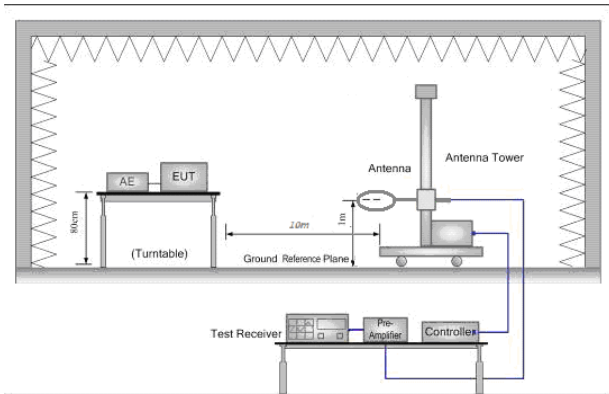 Antenna
Antenna Tower
AE
EUT
80cm
(Turntable)
10m
1m
Ground Reference Plane
Test Receiver
Pre-
Amplifier
Controller